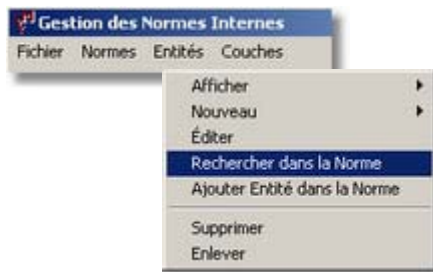 Gestion des Normes Internes
Fichier Normes Entités Couches
Afficher
Nouveau
Éditer
Rechercher dans la Norme
Ajouter Entité dans la Norme
Supprimer
Enlever